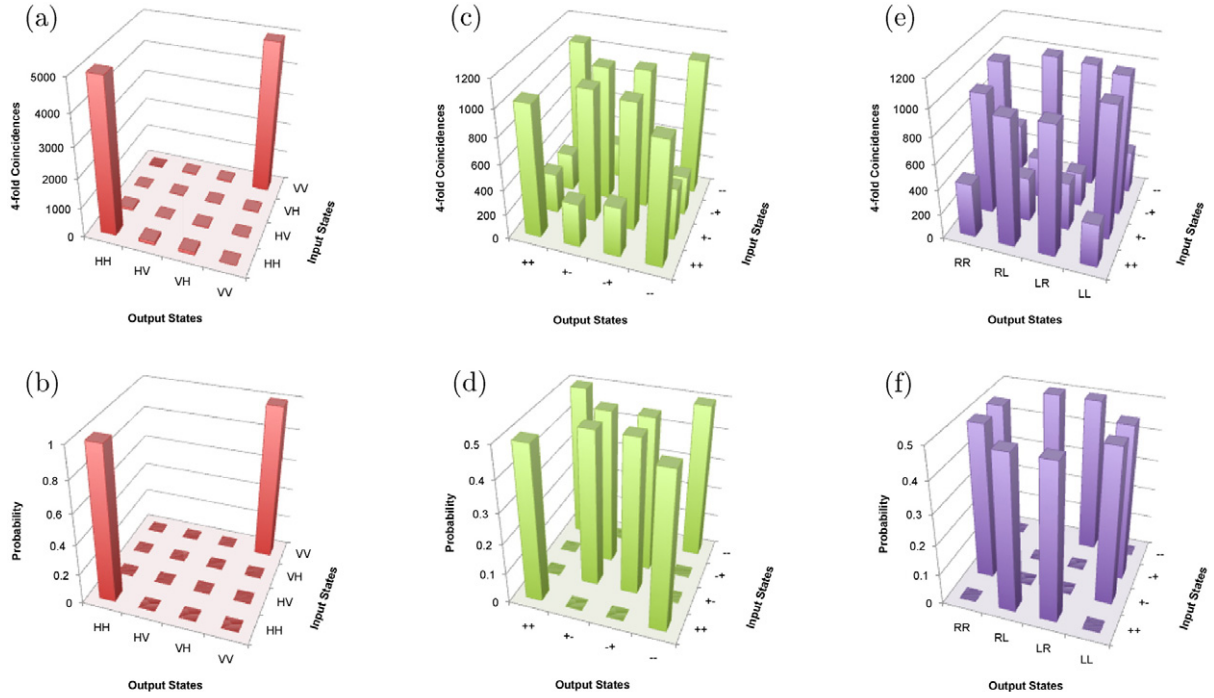 (a)
5000
4000
3000
2000
1000
0
4-fold Coincidences
HH
HV
VH
VV
Output States
HH
HV
VH
VV
Input States
(c)
1200
1000
800
600
400
200
0
4-fold Coincidences
++
+-
-+
--
Output States
++
+-
-+
--
Input States
(e)
1200
1000
800
600
400
200
0
4-fold Coincidences
RR
RL
LR
LL
Output States
++
+-
-+
--
Input States
(b)
1
0.8
0.6
0.4
0.2
0
Probability
HH
HV
VH
VV
Output States
HH
HV
VH
VV
Input States
(d)
0.5
0.4
0.3
0.2
0.1
0
Probability
++
+-
-+
--
Output States
++
+-
-+
--
Input States
(f)
0.5
0.4
0.3
0.2
0.1
0
Probability
RR
RL
LR
LL
Output States
++
+-
-+
--
Input States